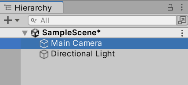 Hierarchy
All
SampleScene*
Main Camera
Directional Light